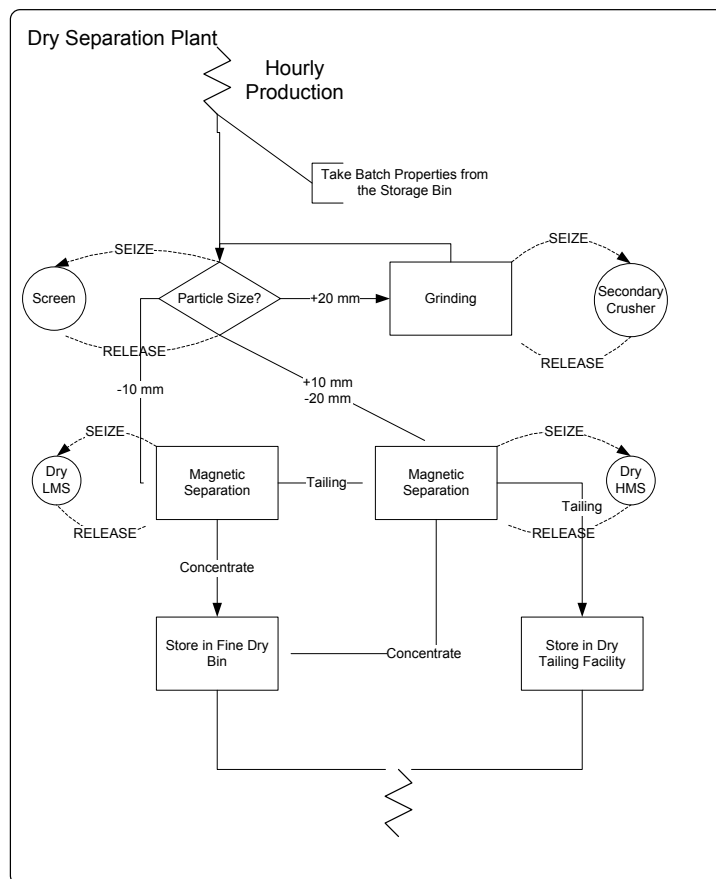 Dry Separation Plant
Hourly
Production
Take Batch Properties from
the Storage Bin
SEIZE
SEIZE
Screen
Particle Size?
+20 mm
Grinding
Secondary
Crusher
RELEASE
RELEASE
-10 mm
+10 mm
-20 mm
SEIZE
SEIZE
Dry
LMS
Magnetic
Separation
Tailing
Magnetic
Separation
Dry
HMS
Tailing
RELEASE
RELEASE
Concentrate
Store in Fine Dry
Bin
Concentrate
Store in Dry
Tailing Facility